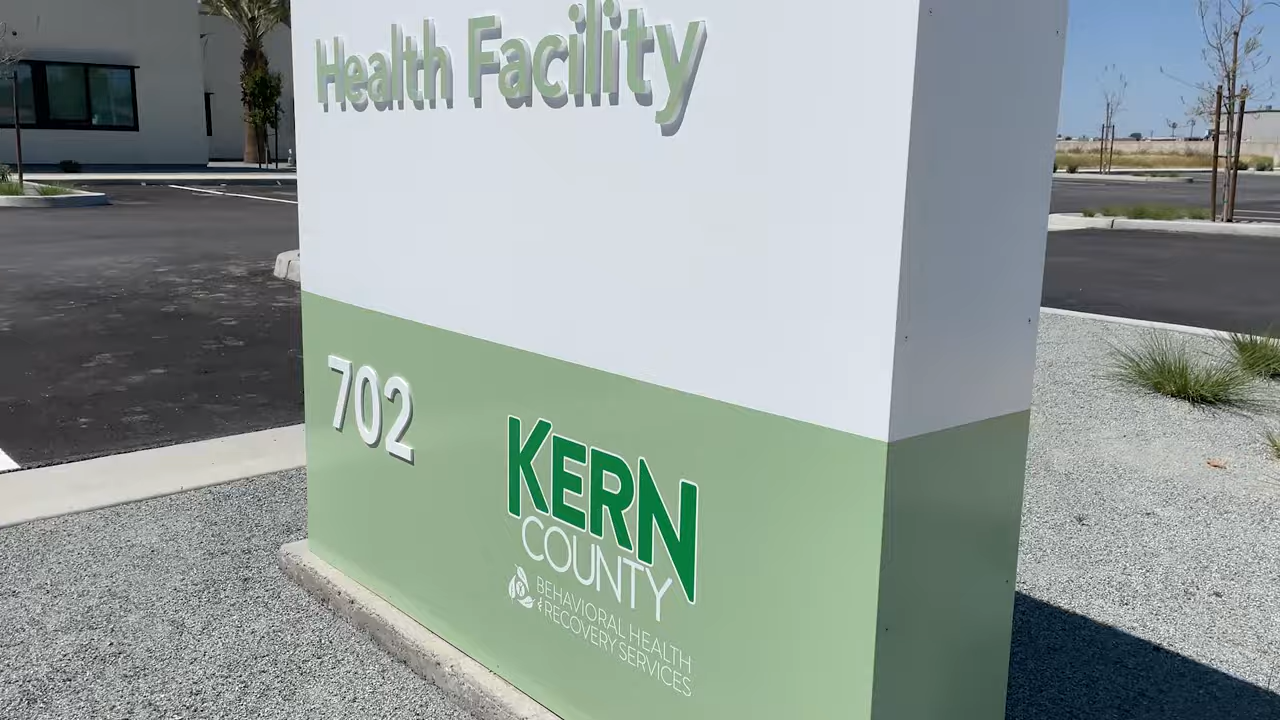 Health Facility
702
KERN
COUNTY
BEHAVIORAL HEALTH
& RECOVERY SERVICES